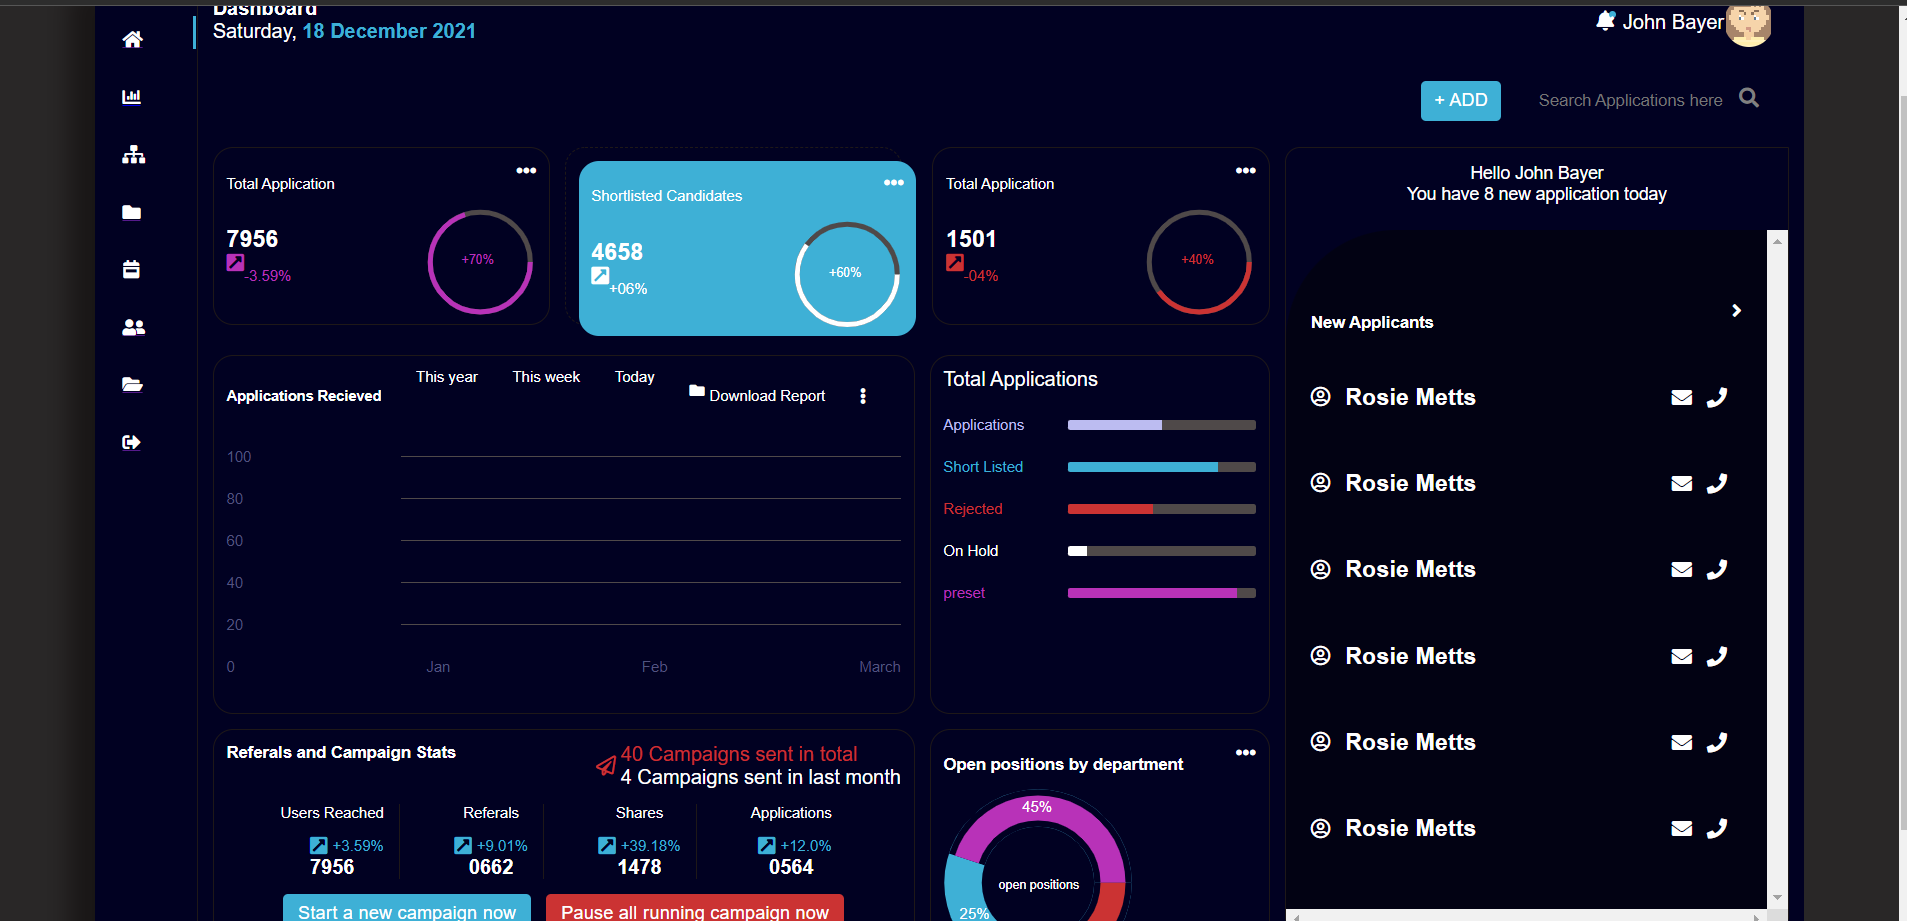 Dashboard
Saturday, 18 December 2021
John Bayer
+ ADD
Search Applications here
Total Application
7956
-3.59%
+70%
Shortlisted Candidates
4658
+06%
+60%
Total Application
1501
-04%
+40%
Hello John Bayer
You have 8 new application today
New Applicants
Rosie Metts
Rosie Metts
Rosie Metts
Rosie Metts
Rosie Metts
Rosie Metts
Applications Recieved
This year
This week
Today
Download Report
100
80
60
40
20
0
Jan
Feb
March
Total Applications
Applications
Short Listed
Rejected
On Hold
preset
Referals and Campaign Stats
40 Campaigns sent in total
4 Campaigns sent in last month
Users Reached
+3.59%
7956
Referrals
+9.01%
0662
Shares
+39.18%
1478
Applications
+12.0%
0564
Start a new campaign now
Pause all running campaign now
Open positions by department
45%
open positions
25%